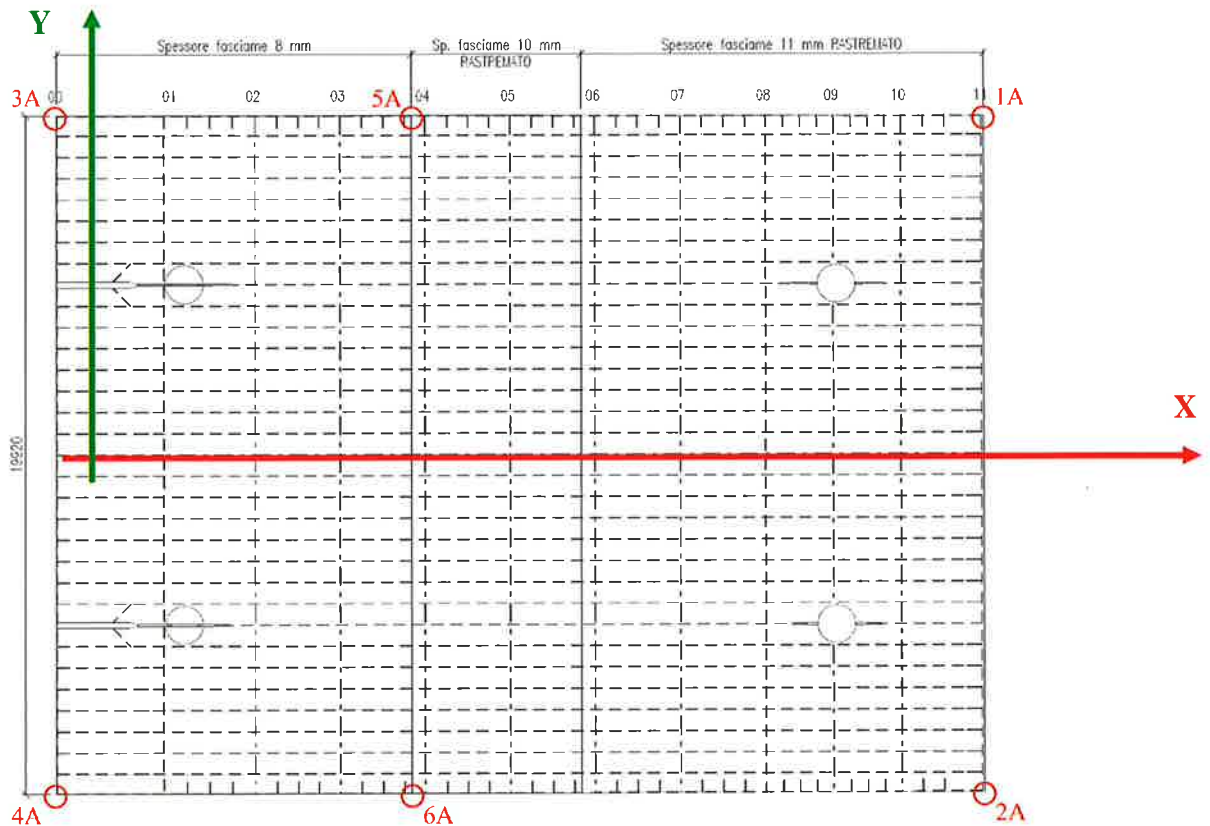 Y
Spessore fasciame 8 mm
Sp. fasciame 10 mm
RASTPEMATO
Spessore fasciame 11 mm RASTREMATO
3A 00 01 02 03 5A 04 05 06 07 08 09 10 11 1A
X
19920
4A 6A 2A